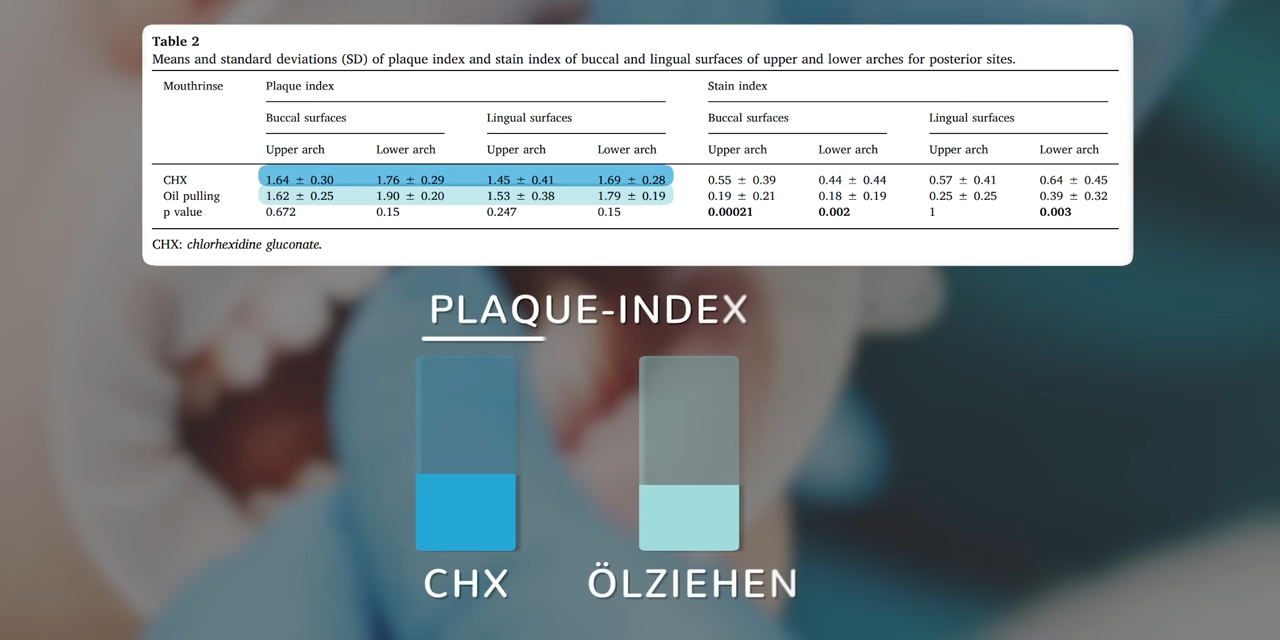 Table 2
Means and standard deviations (SD) of plaque index and stain index of buccal and lingual surfaces of upper and lower arches for posterior sites.
Mouthrinse Plaque index Stain index
Buccal surfaces Lingual surfaces Buccal surfaces Lingual surfaces
Upper arch Lower arch Upper arch Lower arch Upper arch Lower arch Upper arch Lower arch
CHX 1.64 ± 0.30 1.76 ± 0.29 1.45 ± 0.41 1.69 ± 0.28 0.55 ± 0.39 0.44 ± 0.44 0.57 ± 0.41 0.64 ± 0.45
Oil pulling 1.62 ± 0.25 1.90 ± 0.20 1.53 ± 0.38 1.79 ± 0.19 0.19 ± 0.21 0.18 ± 0.19 0.25 ± 0.25 0.39 ± 0.32
p value 0.672 0.15 0.247 0.15 0.00021 0.002 1 0.003
CHX: chlorhexidine gluconate.
PLAQUE-INDEX
CHX ÖLZIEHEN